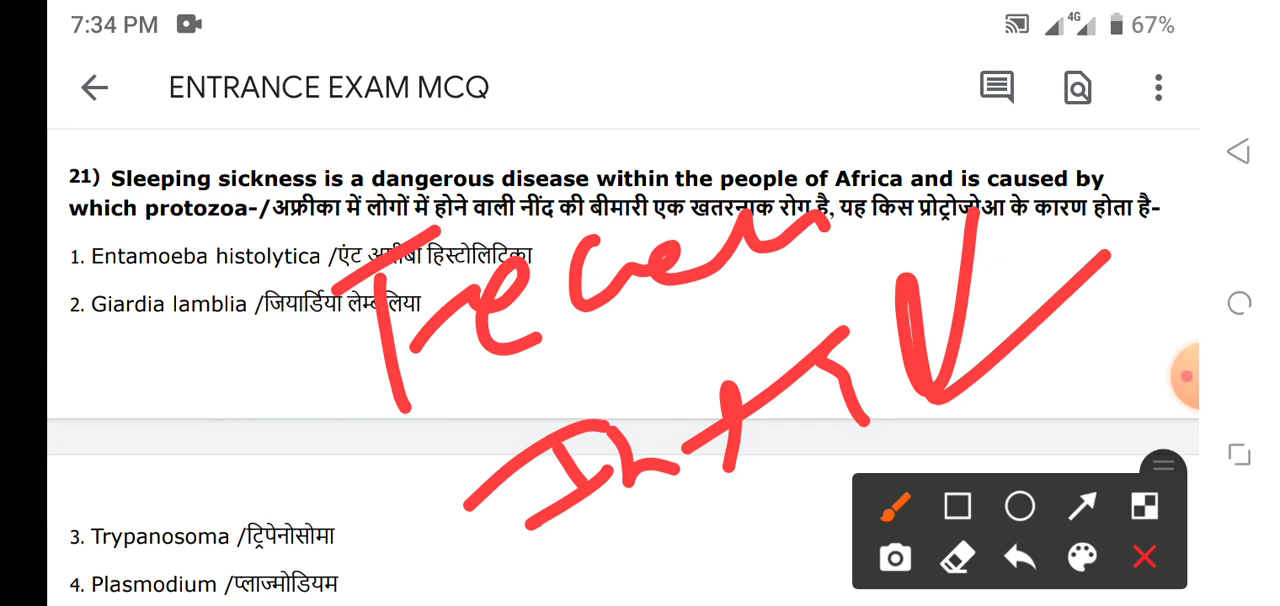 7:34 PM 4G 67%
ENTRANCE EXAM MCQ
21) Sleeping sickness is a dangerous disease within the people of Africa and is caused by
which protozoa-/अफ्रीका में लोगों में होने वाली नींद की बीमारी एक खतरनाक रोग है, यह किस प्रोट्रोजोआ के कारण होता है-
1. Entamoeba histolytica /एंट अमीबा हिस्टोलिटिका
2. Giardia lamblia /जियार्डिया लेम्बलिया
3. Trypanosoma /ट्रिपेनोसोमा
4. Plasmodium /प्लाज्मोडियम